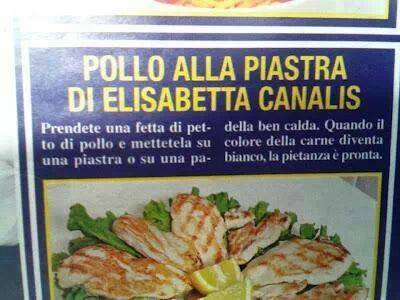 POLLO ALLA PIASTRA
DI ELISABETTA CANALIS
Prendete una fetta di pet-
to di pollo e mettetela su
una piastra o su una pa-
della ben calda. Quando il
colore della carne diventa
bianco, la pietanza è pronta.